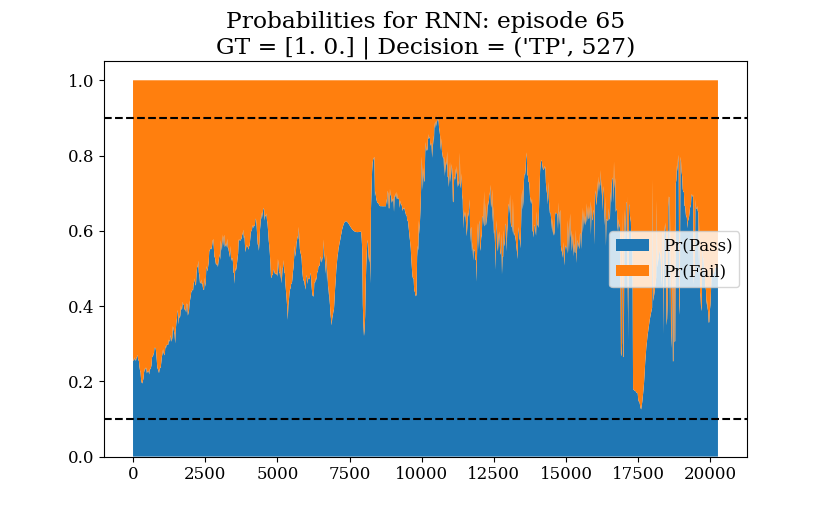 Probabilities for RNN: episode 65
GT = [1. 0.] | Decision = ('TP', 527)
1.0
0.8
0.6
0.4
0.2
0.0
Pr(Pass)
Pr(Fail)
0 2500 5000 7500 10000 12500 15000 17500 20000